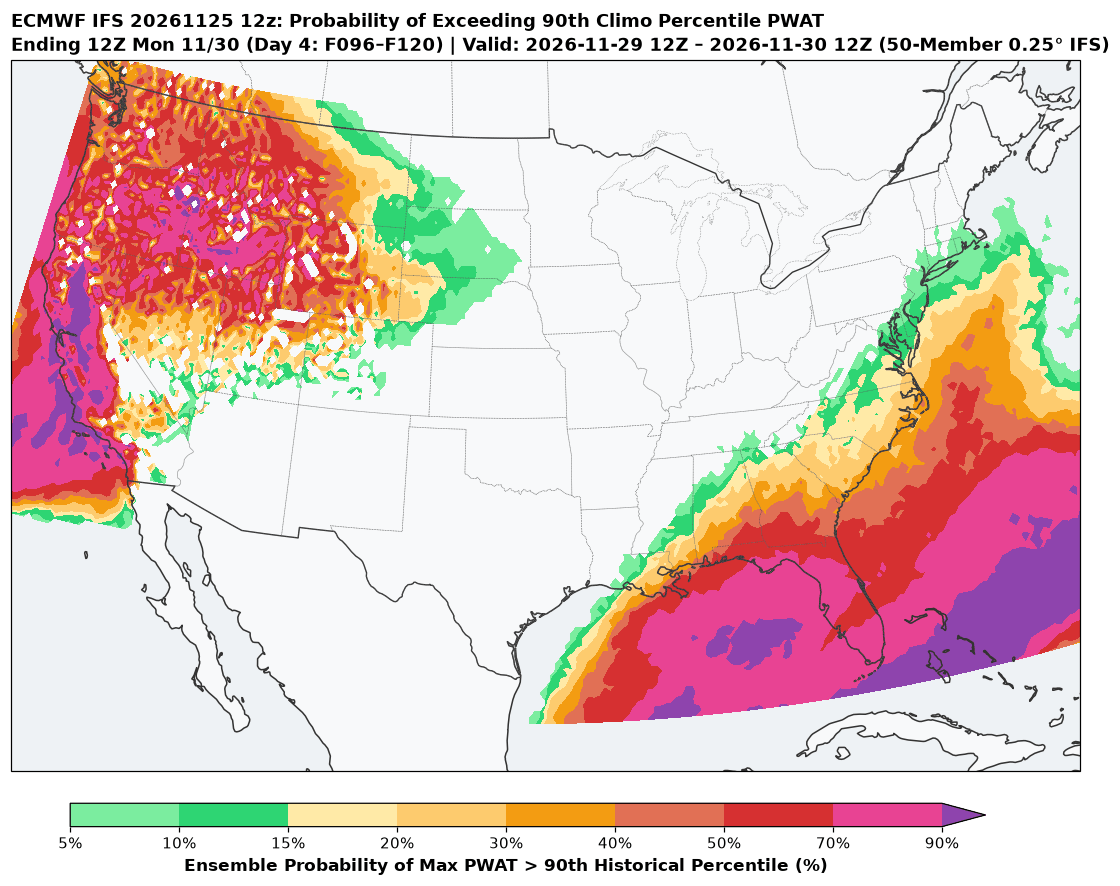 ECMWF IFS 20261125 12z: Probability of Exceeding 90th Climo Percentile PWAT
Ending 12Z Mon 11/30 (Day 4: F096–F120) | Valid: 2026-11-29 12Z – 2026-11-30 12Z (50-Member 0.25° IFS)
5% 10% 15% 20% 30% 40% 50% 70% 90%
Ensemble Probability of Max PWAT > 90th Historical Percentile (%)